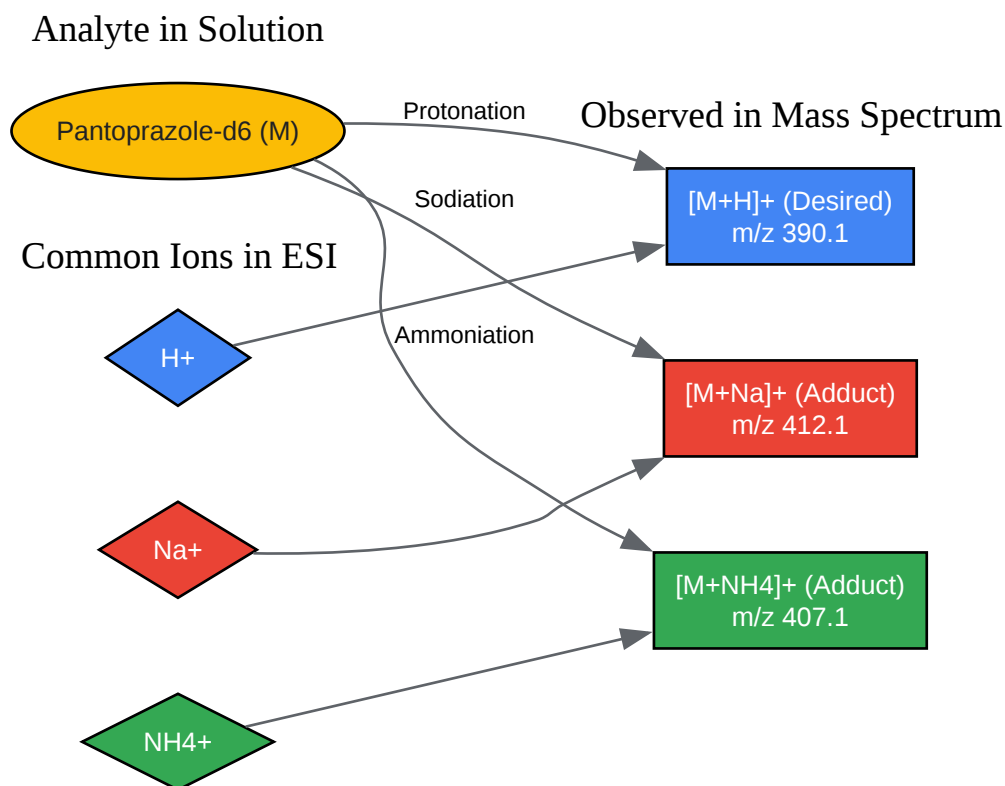 Analyte in Solution
Pantoprazole-d6 (M)
Protonation
Observed in Mass Spectrum
Sodiation
[M+H]+ (Desired)
m/z 390.1
Common Ions in ESI
H+
Ammoniation
[M+Na]+ (Adduct)
m/z 412.1
Na+
[M+NH4]+ (Adduct)
m/z 407.1
NH4+